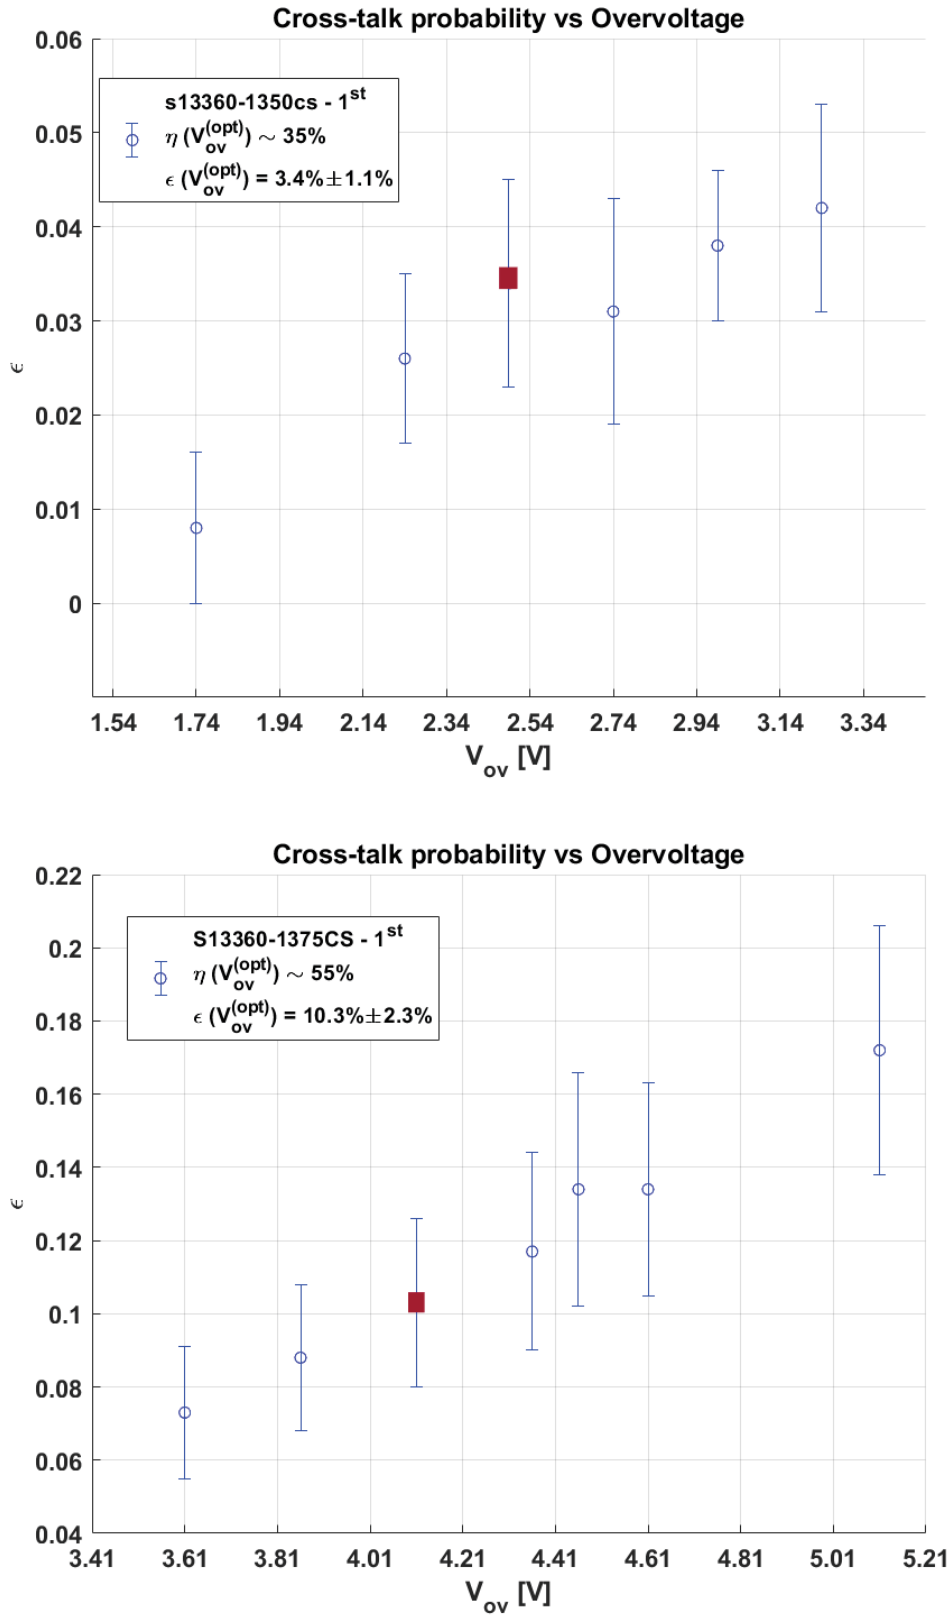 Cross-talk probability vs Overvoltage
0.06
0.05
0.04
0.03
0.02
0.01
0
ϵ
s13360-1350cs - 1st
η (Vov(opt)) ∼ 35%
ϵ (Vov(opt)) = 3.4%±1.1%
1.54 1.74 1.94 2.14 2.34 2.54 2.74 2.94 3.14 3.34
Vov [V]
Cross-talk probability vs Overvoltage
0.22
0.2
0.18
0.16
0.14
0.12
0.1
0.08
0.06
0.04
ϵ
S13360-1375CS - 1st
η (Vov(opt)) ∼ 55%
ϵ (Vov(opt)) = 10.3%±2.3%
3.41 3.61 3.81 4.01 4.21 4.41 4.61 4.81 5.01 5.21
Vov [V]